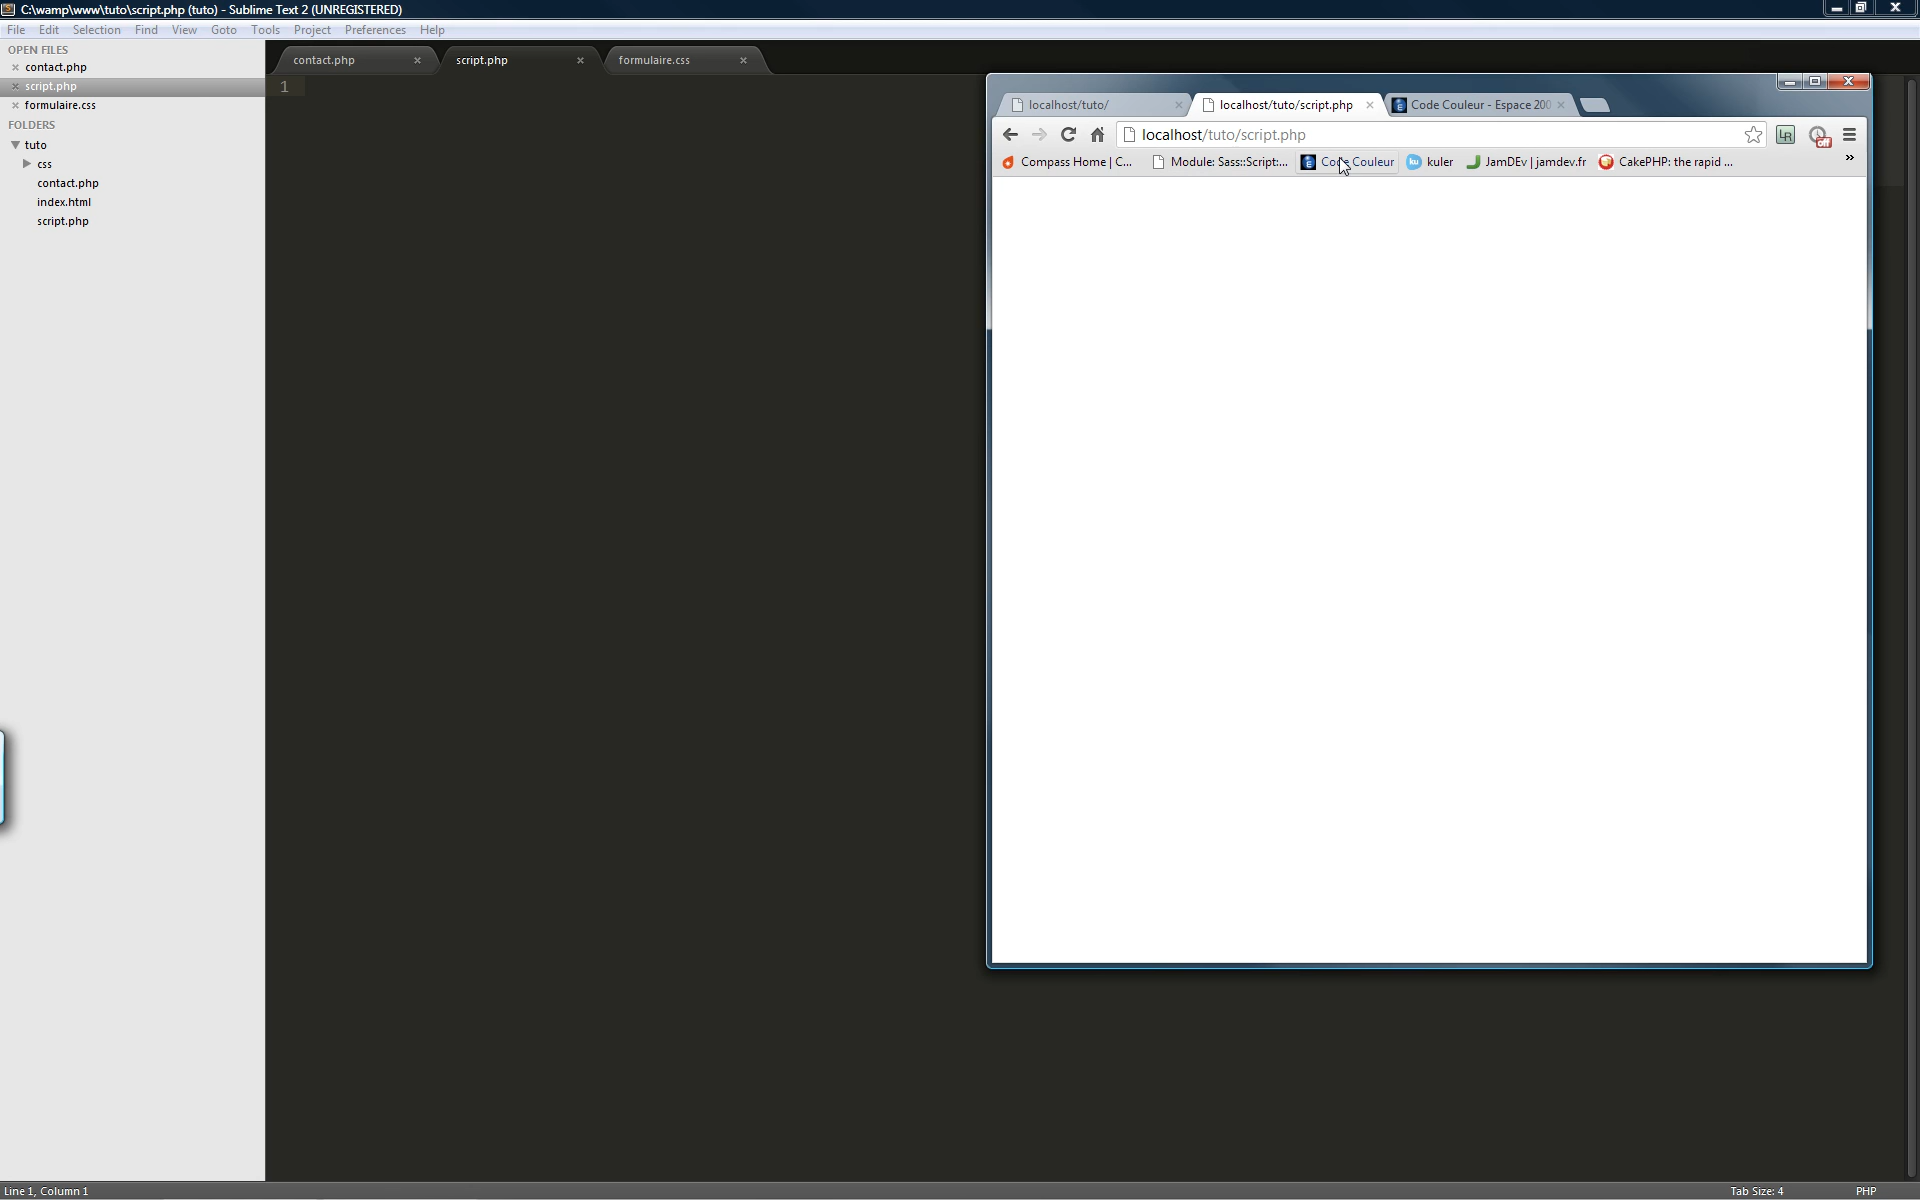 C:\wamp\www\tuto\script.php (tuto) - Sublime Text 2 (UNREGISTERED)
File Edit Selection Find View Goto Tools Project Preferences Help
OPEN FILES
contact.php
script.php
formulaire.css
FOLDERS
tuto
css
contact.php
index.html
script.php
contact.php script.php formulaire.css
1
localhost/tuto/ localhost/tuto/script.php Code Couleur - Espace 200
localhost/tuto/script.php
LR off
Compass Home | C... Module: Sass::Script:... Code Couleur ku kuler JamDEv | jamdev.fr CakePHP: the rapid ... »
Line 1, Column 1 Tab Size: 4 PHP